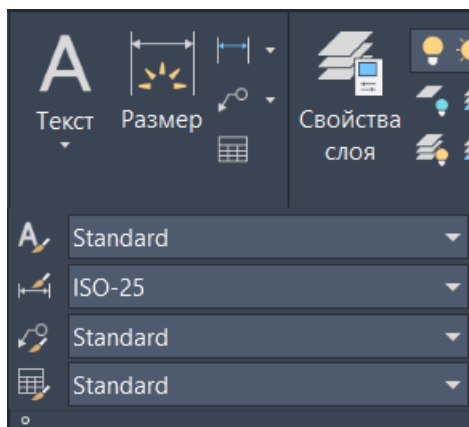 Текст
Размер
Свойства
слоя
Standard
ISO-25
Standard
Standard